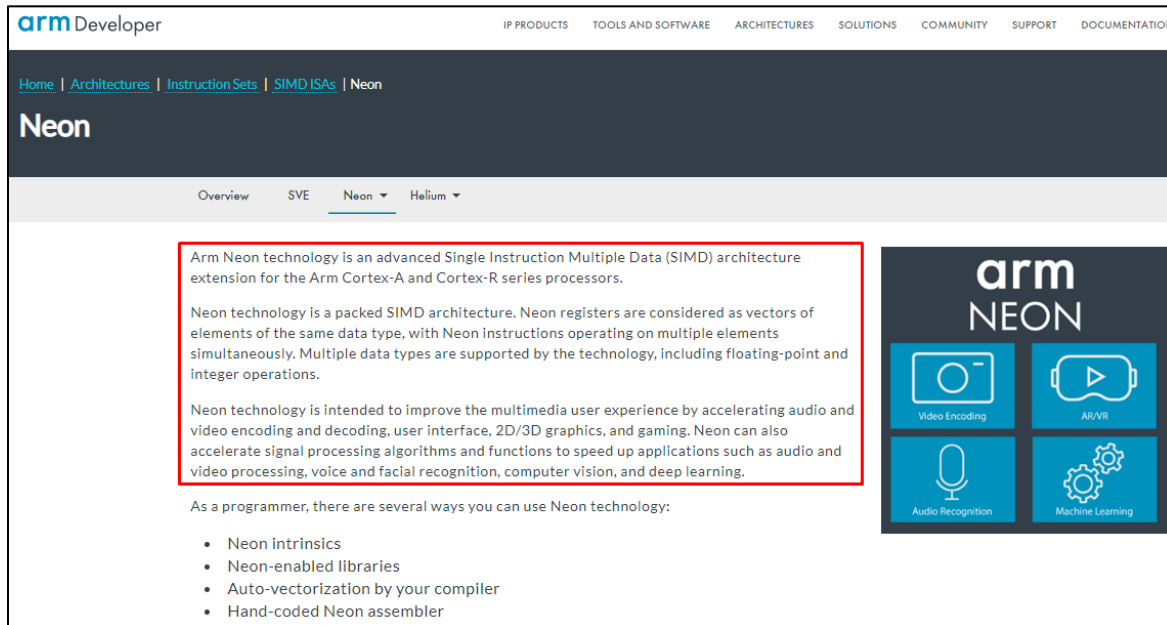 arm Developer
IP PRODUCTS TOOLS AND SOFTWARE ARCHITECTURES SOLUTIONS COMMUNITY SUPPORT DOCUMENTATIO
Home | Architectures | Instruction Sets | SIMD ISAs | Neon
Neon
Overview SVE Neon Helium
Arm Neon technology is an advanced Single Instruction Multiple Data (SIMD) architecture
extension for the Arm Cortex-A and Cortex-R series processors.
Neon technology is a packed SIMD architecture. Neon registers are considered as vectors of
elements of the same data type, with Neon instructions operating on multiple elements
simultaneously. Multiple data types are supported by the technology, including floating-point and
integer operations.
Neon technology is intended to improve the multimedia user experience by accelerating audio and
video encoding and decoding, user interface, 2D/3D graphics, and gaming. Neon can also
accelerate signal processing algorithms and functions to speed up applications such as audio and
video processing, voice and facial recognition, computer vision, and deep learning.
As a programmer, there are several ways you can use Neon technology:
• Neon intrinsics
• Neon-enabled libraries
• Auto-vectorization by your compiler
• Hand-coded Neon assembler
arm
NEON
Video Encoding
AR/VR
Audio Recognition
Machine Learning